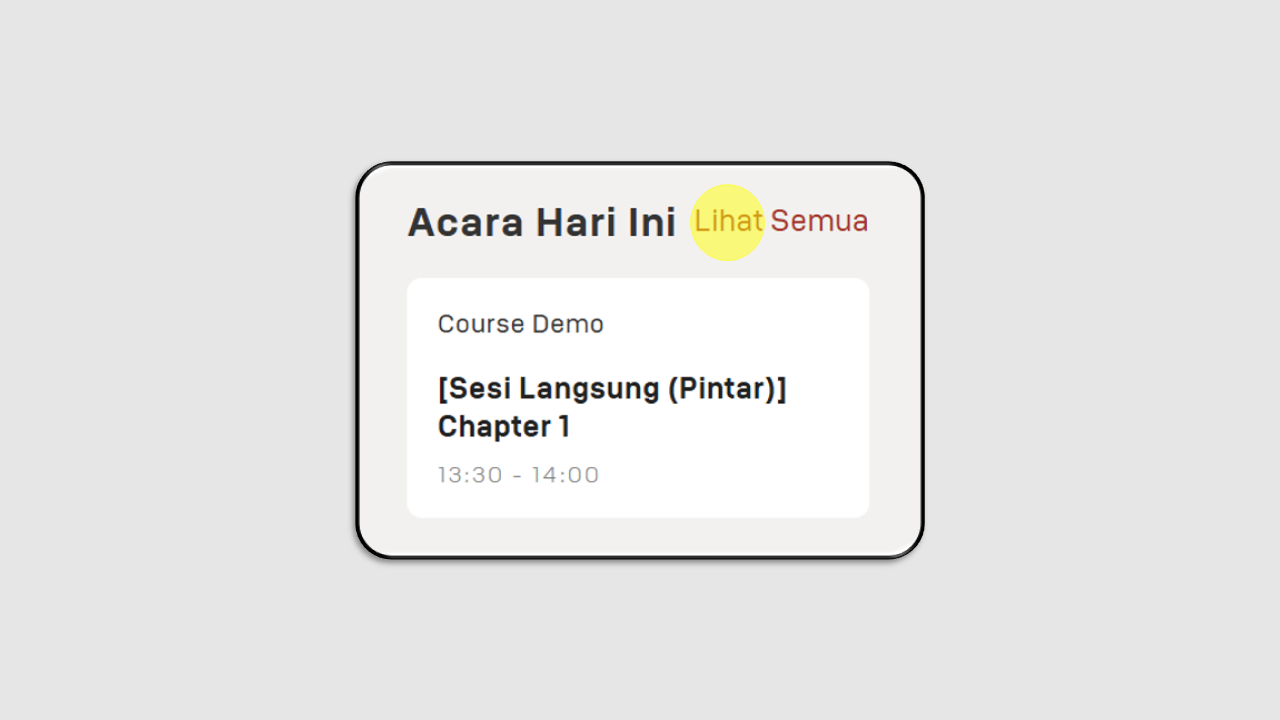 Acara Hari Ini Lihat Semua
Course Demo
[Sesi Langsung (Pintar)]
Chapter 1
13:30 - 14:00